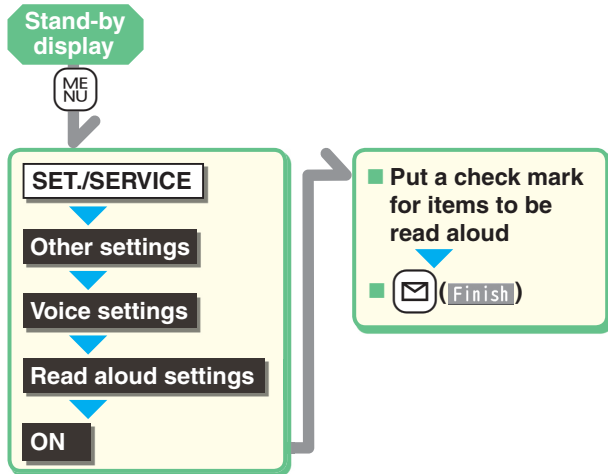 Stand-by
display
ME
NU
SET./SERVICE
Other settings
Voice settings
Read aloud settings
ON
■ Put a check mark
for items to be
read aloud
■ (Finish)